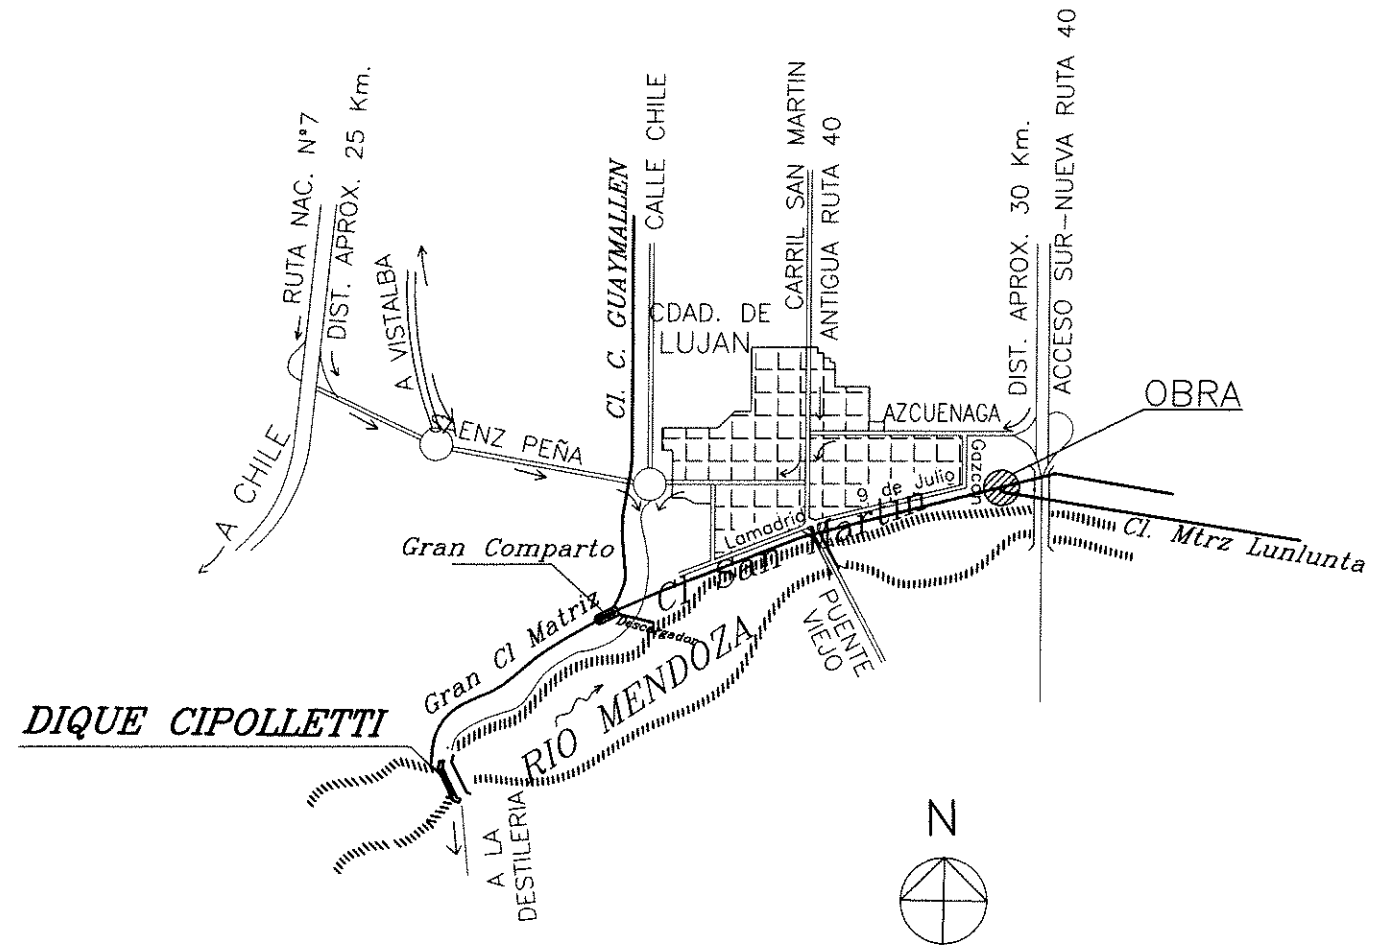 RUTA NAC. N°7
DIST. APROX. 25 Km.
A VISTALBA
Cl. C. GUAYMALLEN
CALLE CHILE
CARRIL SAN MARTIN
ANTIGUA RUTA 40
DIST. APROX. 30 Km.
ACCESO SUR-NUEVA RUTA 40
CDAD. DE
LUJAN
OBRA
AZCUENAGA
SAENZ PEÑA
A CHILE
Gazcon
9 de Julio
Lamadrid
Cl San Martin
Cl. Mtrz Lunlunta
Gran Comparto
Descargador
Gran Cl Matriz
PUENTE
VIEJO
RIO MENDOZA
DIQUE CIPOLLETTI
A LA
DESTILERIA
N